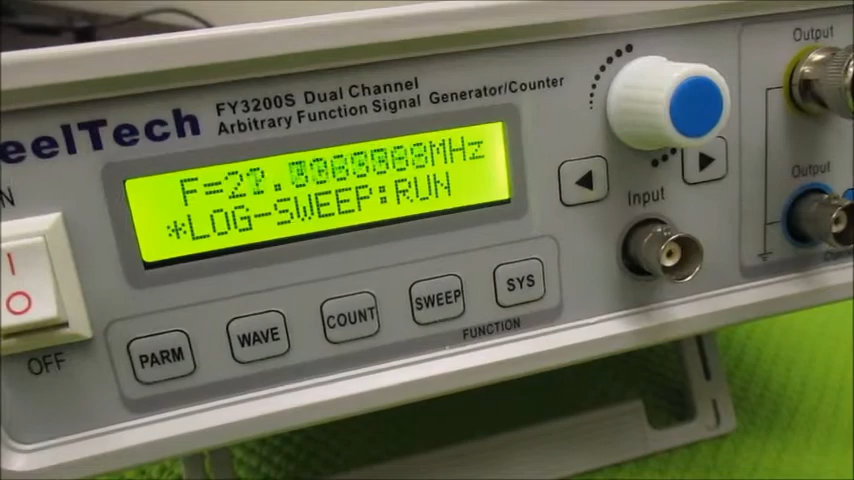 eelTech
FY3200S Dual Channel
Arbitrary Function Signal Generator/Counter
MHz
*LOG-SWEEP:RUN
OFF
PARM
WAVE
COUNT
SWEEP
SYS
FUNCTION
Input
Output
Output